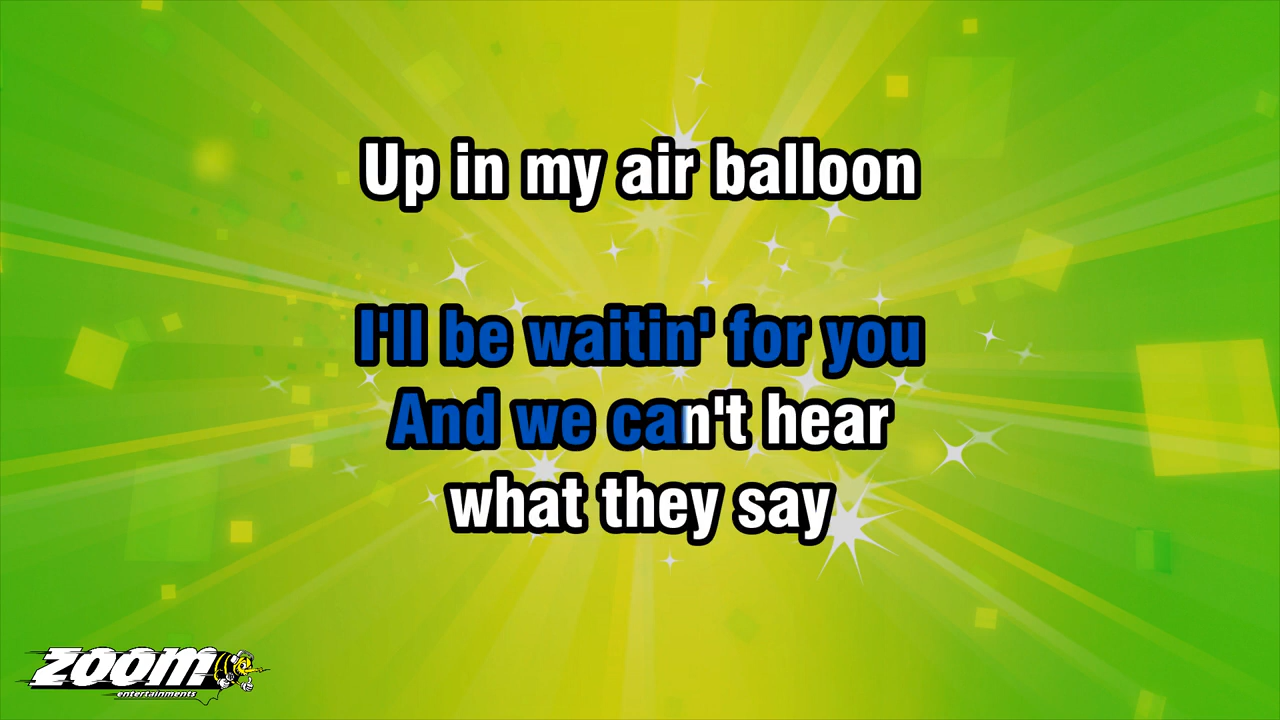 Up in my air balloon
I'll be waitin' for you
And we can't hear
what they say
ZOOM
entertainments